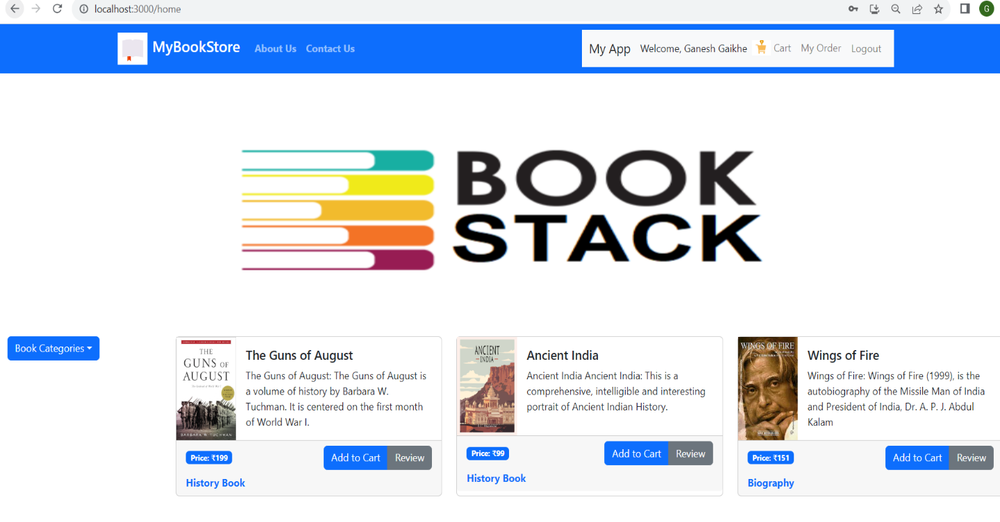 localhost:3000/home
G
MyBookStore
About Us
Contact Us
My App
Welcome, Ganesh Gaikhe
Cart
My Order
Logout
BOOK
STACK
Book Categories
THE
GUNS OF
AUGUST
BARBARA W. TUCHMAN
The Guns of August
The Guns of August: The Guns of August is
a volume of history by Barbara W.
Tuchman. It is centered on the first month
of World War I.
Price: ₹199
Add to Cart
Review
History Book
ANCIENT
INDIA
Ancient India
Ancient India Ancient India: This is a
comprehensive, intelligible and interesting
portrait of Ancient Indian History.
Price: ₹99
Add to Cart
Review
History Book
WINGS OF FIRE
Wings of Fire
Wings of Fire: Wings of Fire (1999), is the
autobiography of the Missile Man of India
and President of India, Dr. A. P. J. Abdul
Kalam
Price: ₹151
Add to Cart
Review
Biography